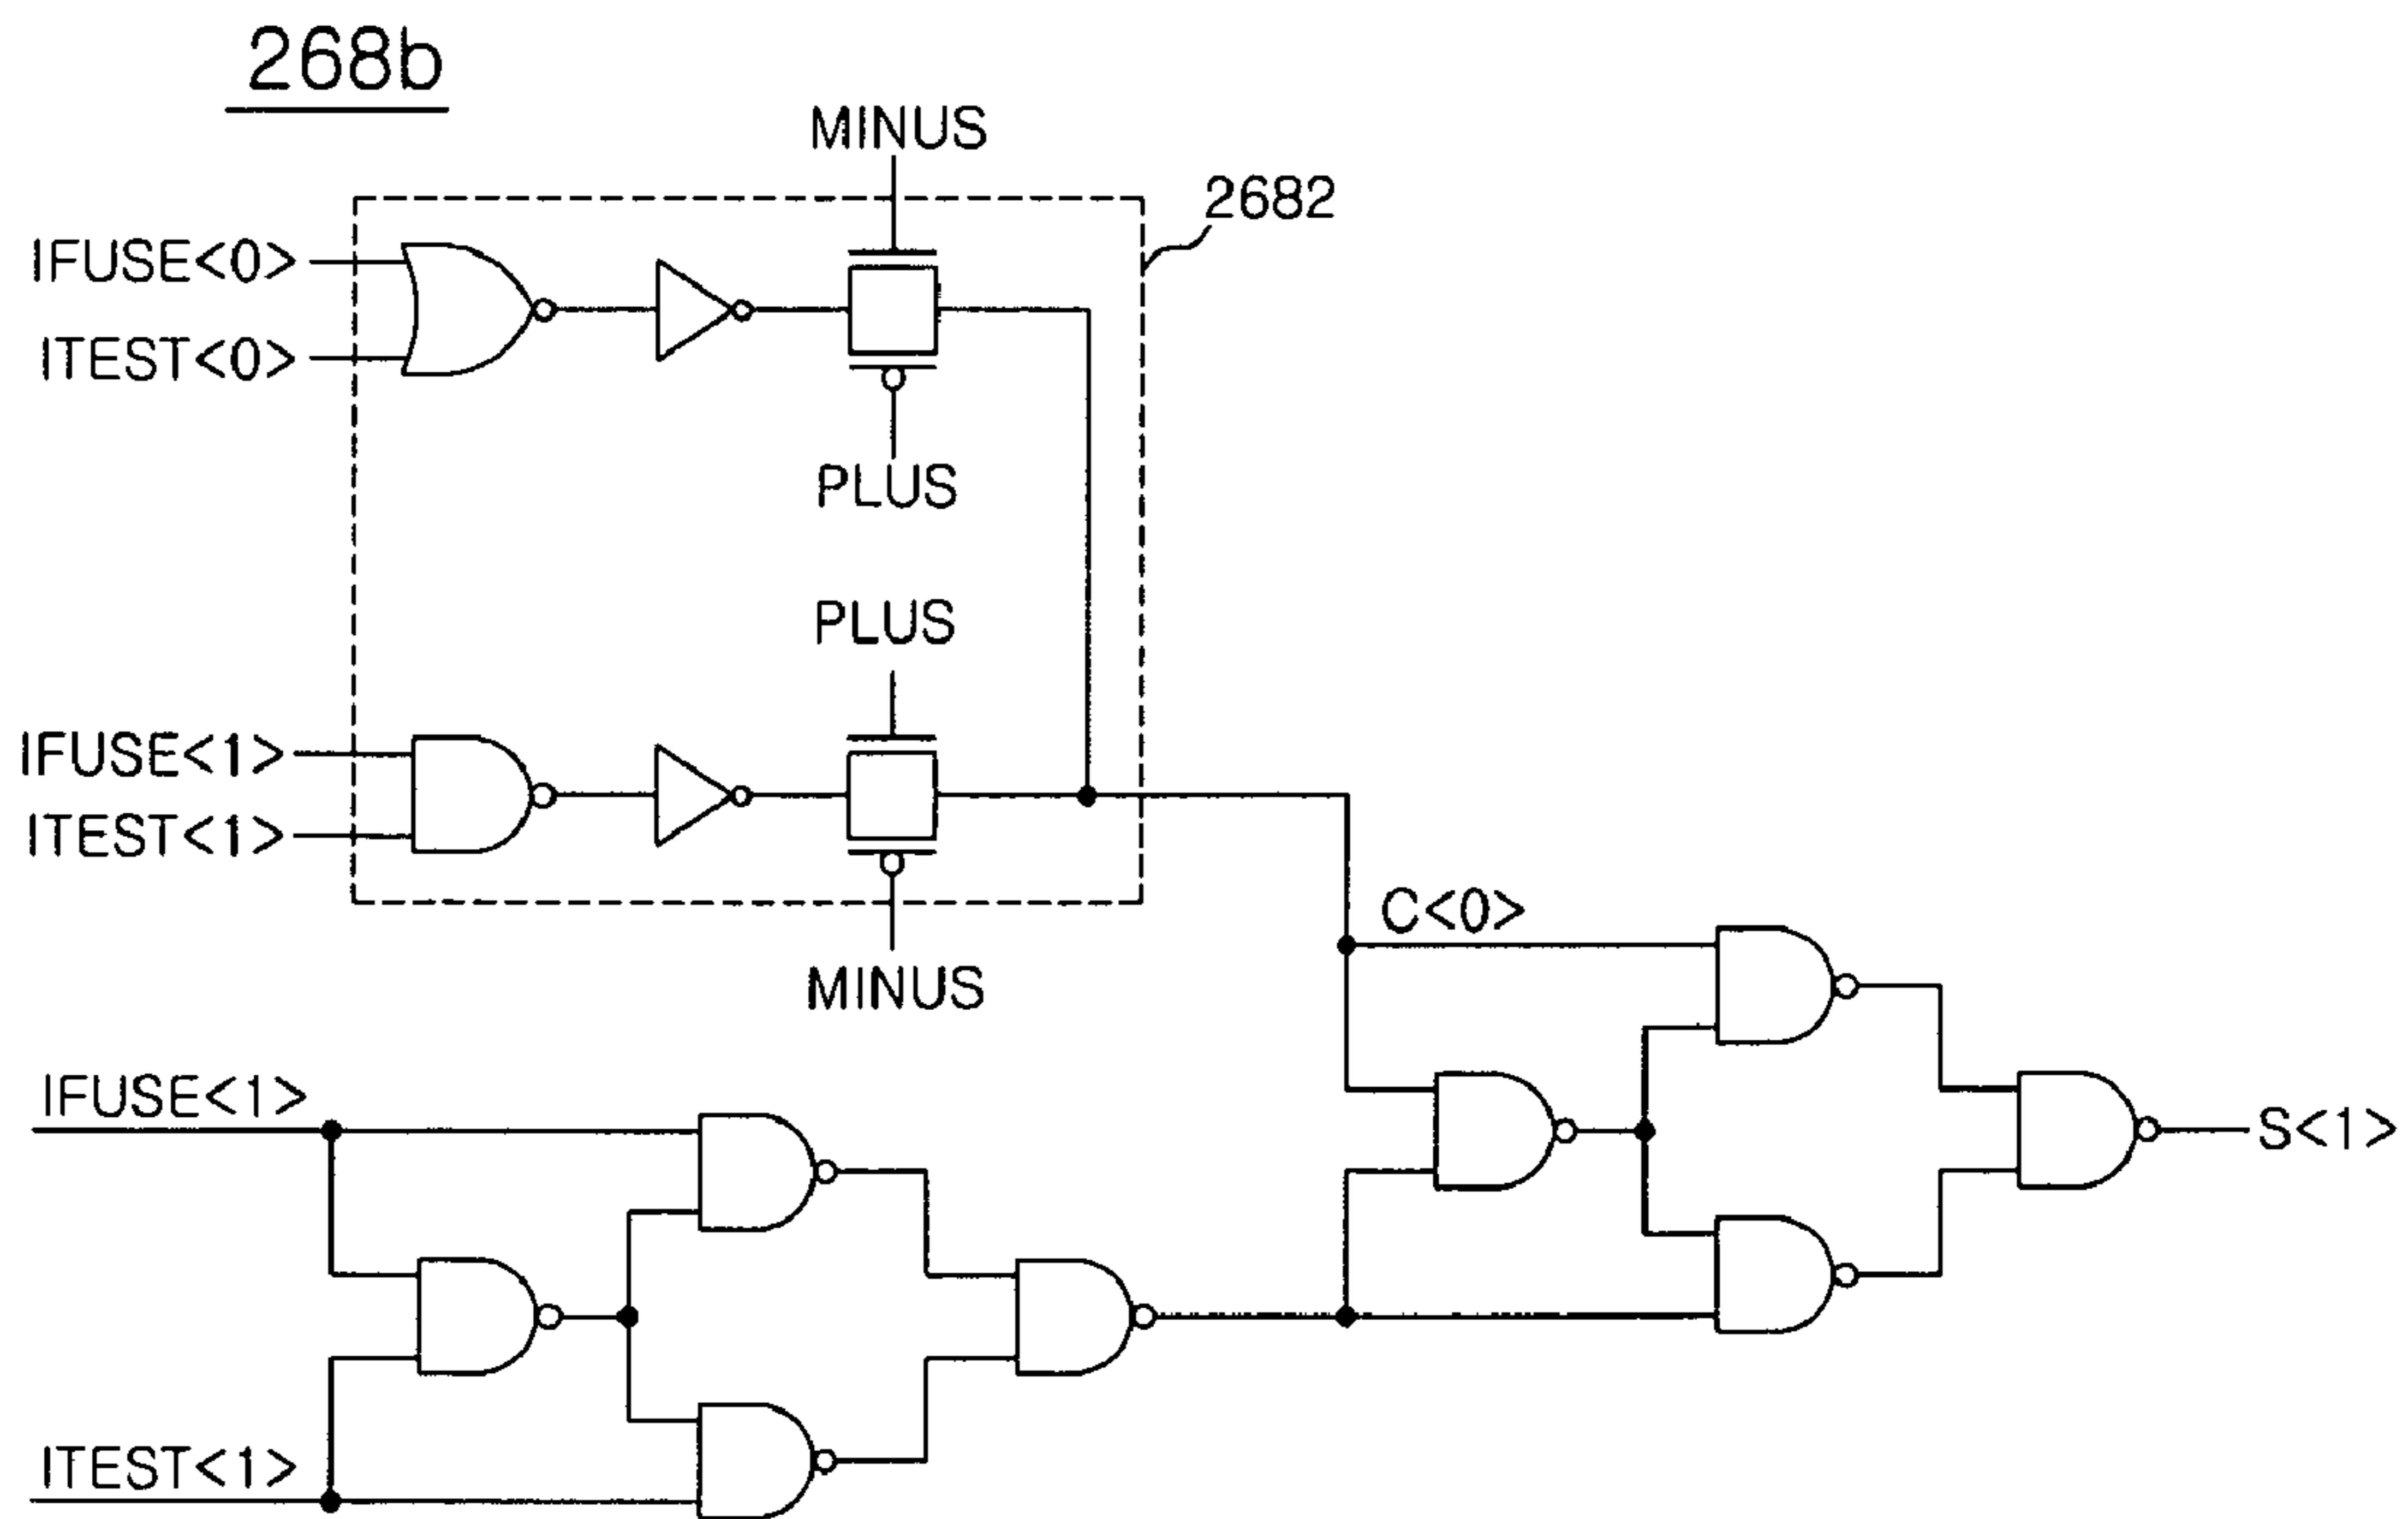 268b
MINUS
2682
IFUSE<0>
ITEST<0>
PLUS
PLUS
IFUSE<1>
ITEST<1>
C<0>
MINUS
IFUSE<1>
S<1>
ITEST<1>